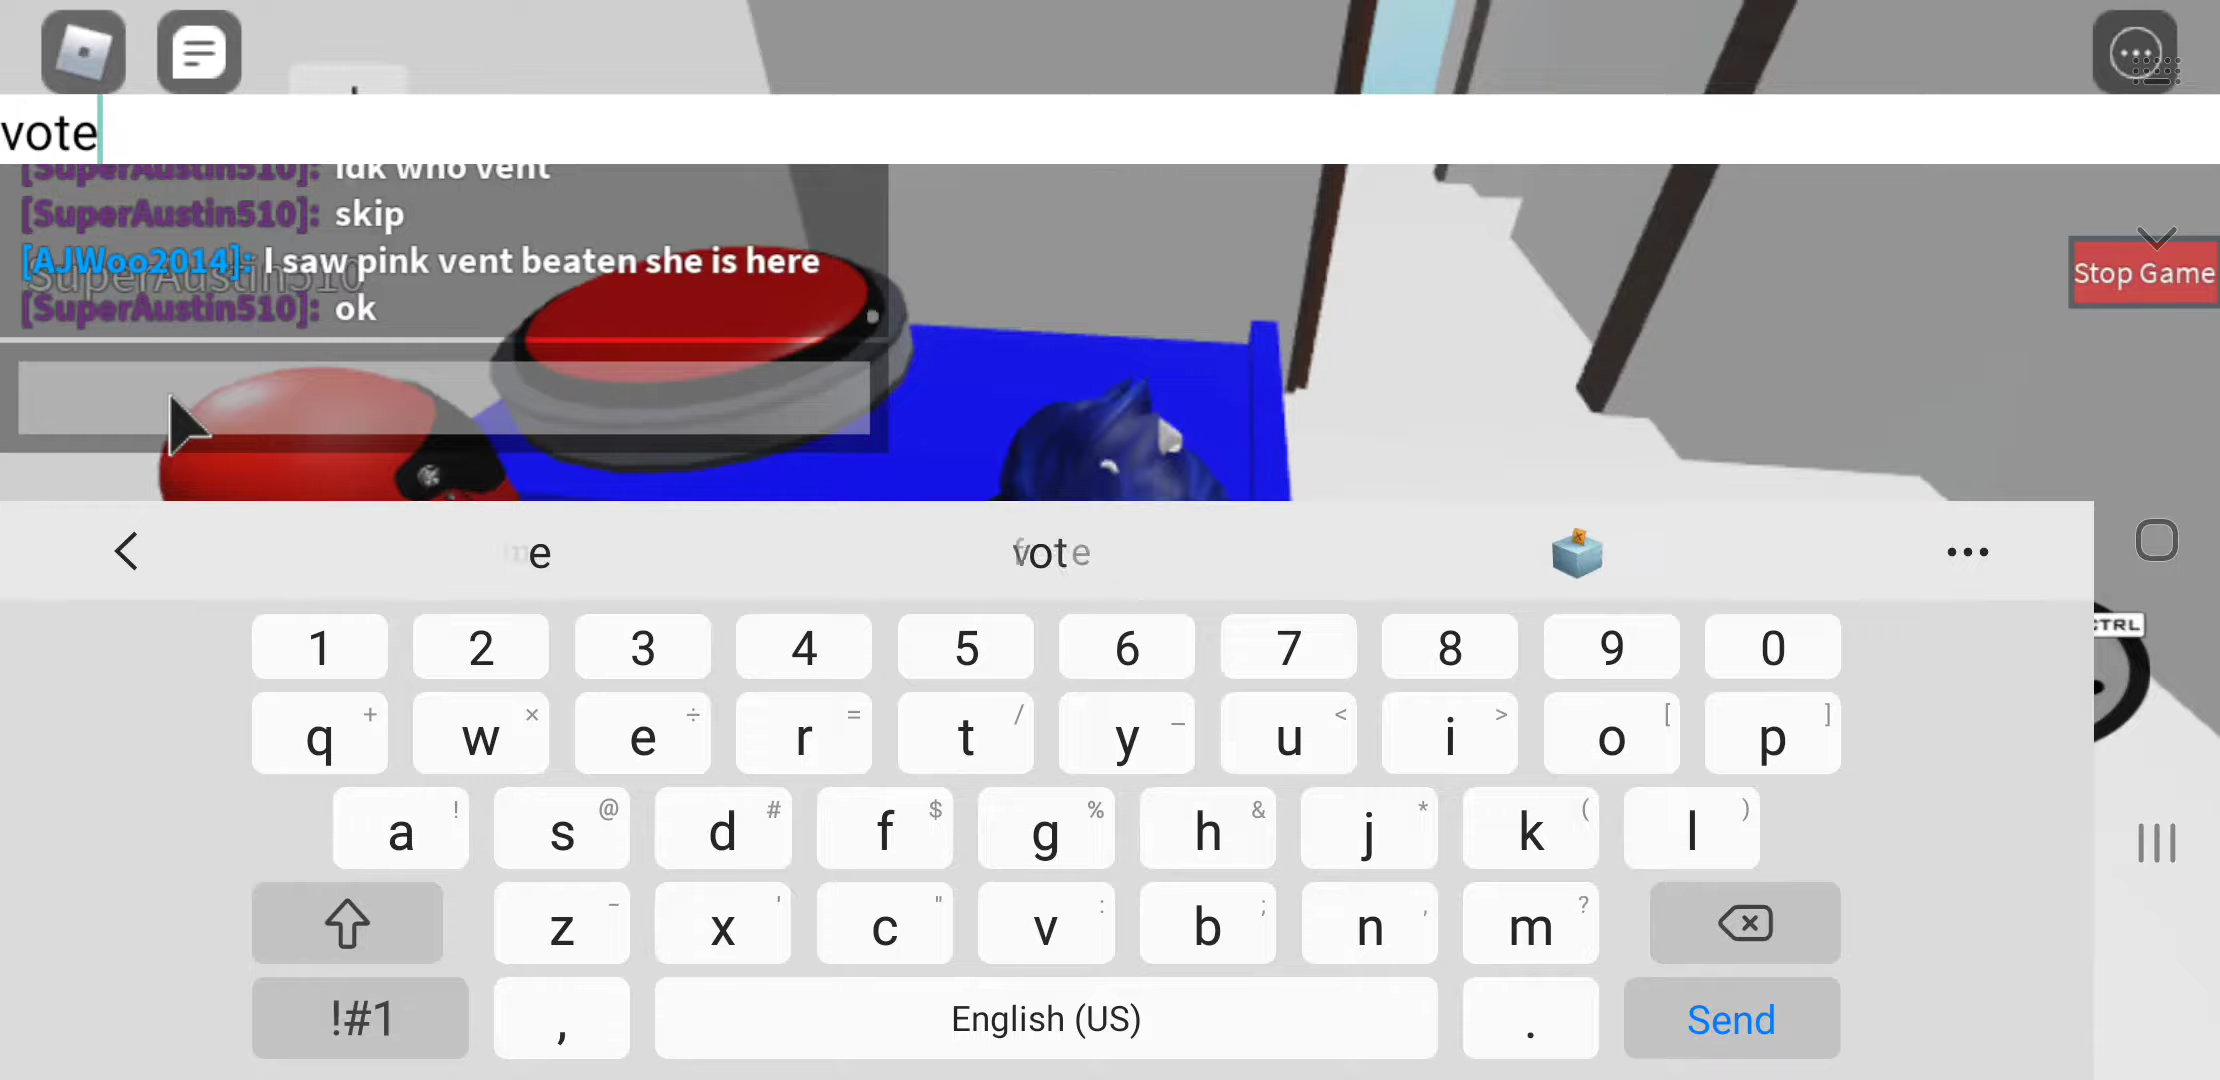 vote
[SuperAustin510]: idk who vent
[SuperAustin510]: skip
[AJWoo2014]: I saw pink vent beaten she is here
SuperAustin510
[SuperAustin510]: ok
Stop Game
e vote
CTRL
1 2 3 4 5 6 7 8 9 0
q + w × e ÷ r = t / y _ u < i > o [ p ]
a ! s @ d # f $ g % h & j * k ( l )
z - x ' c " v : b ; n , m ?
!#1 , English (US) . Send